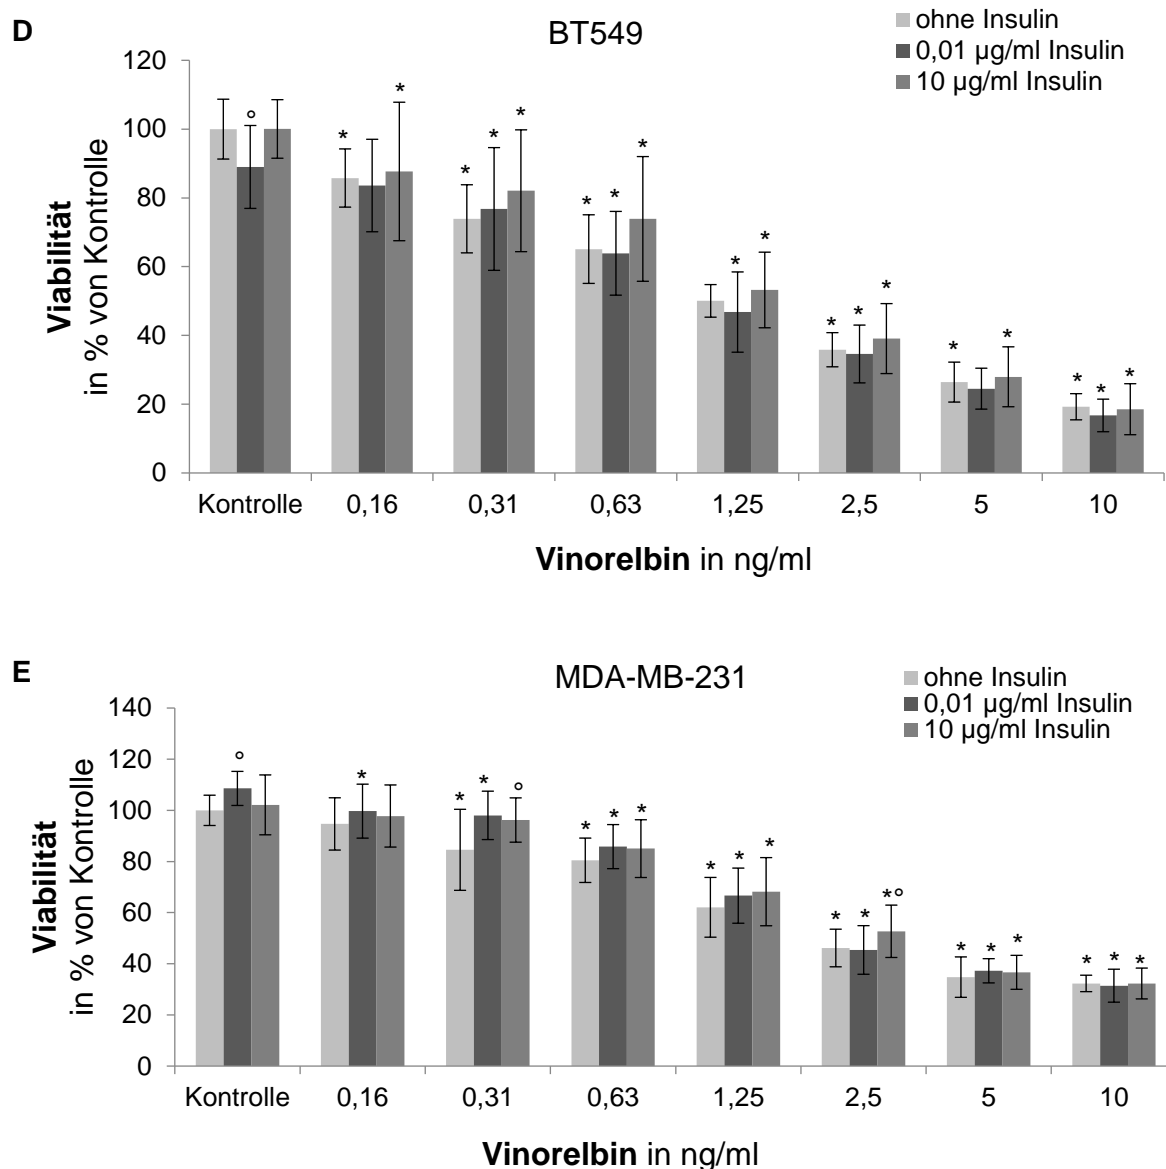 D
BT549
ohne Insulin
0,01 µg/ml Insulin
10 µg/ml Insulin
Viabilität
in % von Kontrolle
120
100
80
60
40
20
0
° * * * * * * * * * * * * * * * * * * *
Kontrolle 0,16 0,31 0,63 1,25 2,5 5 10
Vinorelbin in ng/ml
E
MDA-MB-231
ohne Insulin
0,01 µg/ml Insulin
10 µg/ml Insulin
Viabilität
in % von Kontrolle
140
120
100
80
60
40
20
0
° * * * ° * * * * * * * * *° * * * * * *
Kontrolle 0,16 0,31 0,63 1,25 2,5 5 10
Vinorelbin in ng/ml